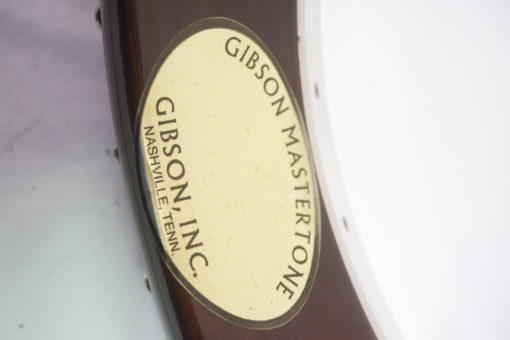 GIBSON MASTERTONE
GIBSON, INC.
NASHVILLE, TENN.